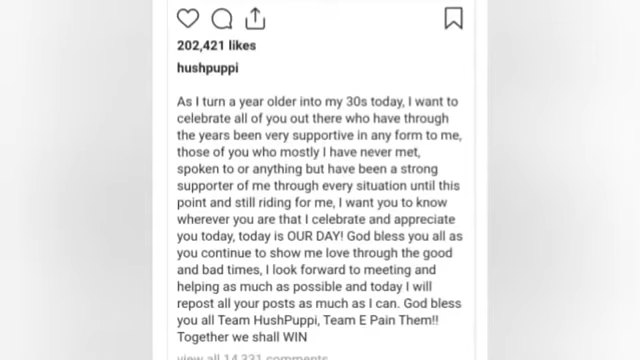 202,421 likes
hushpuppi
As I turn a year older into my 30s today, I want to
celebrate all of you out there who have through
the years been very supportive in any form to me,
those of you who mostly I have never met,
spoken to or anything but have been a strong
supporter of me through every situation until this
point and still riding for me, I want you to know
wherever you are that I celebrate and appreciate
you today, today is OUR DAY! God bless you all as
you continue to show me love through the good
and bad times, I look forward to meeting and
helping as much as possible and today I will
repost all your posts as much as I can. God bless
you all Team HushPuppi, Team E Pain Them!!
Together we shall WIN
view all 14,331 comments